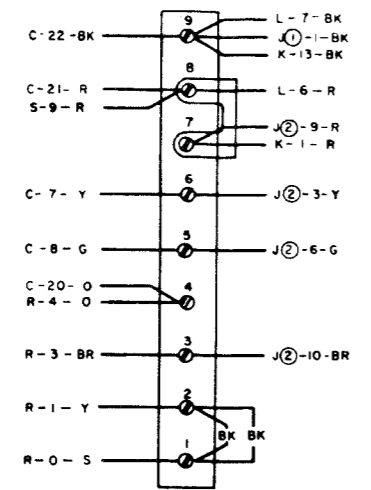 9
L-7-BK
C-22-BK
J①-1-BK
K-13-BK
8
C-21-R
L-6-R
S-9-R
7
J②-9-R
K-1-R
6
C-7-Y
J②-3-Y
5
C-8-G
J②-6-G
C-20-O
4
R-4-O
3
R-3-BR
J②-10-BR
2
R-1-Y
BK BK
1
R-0-S